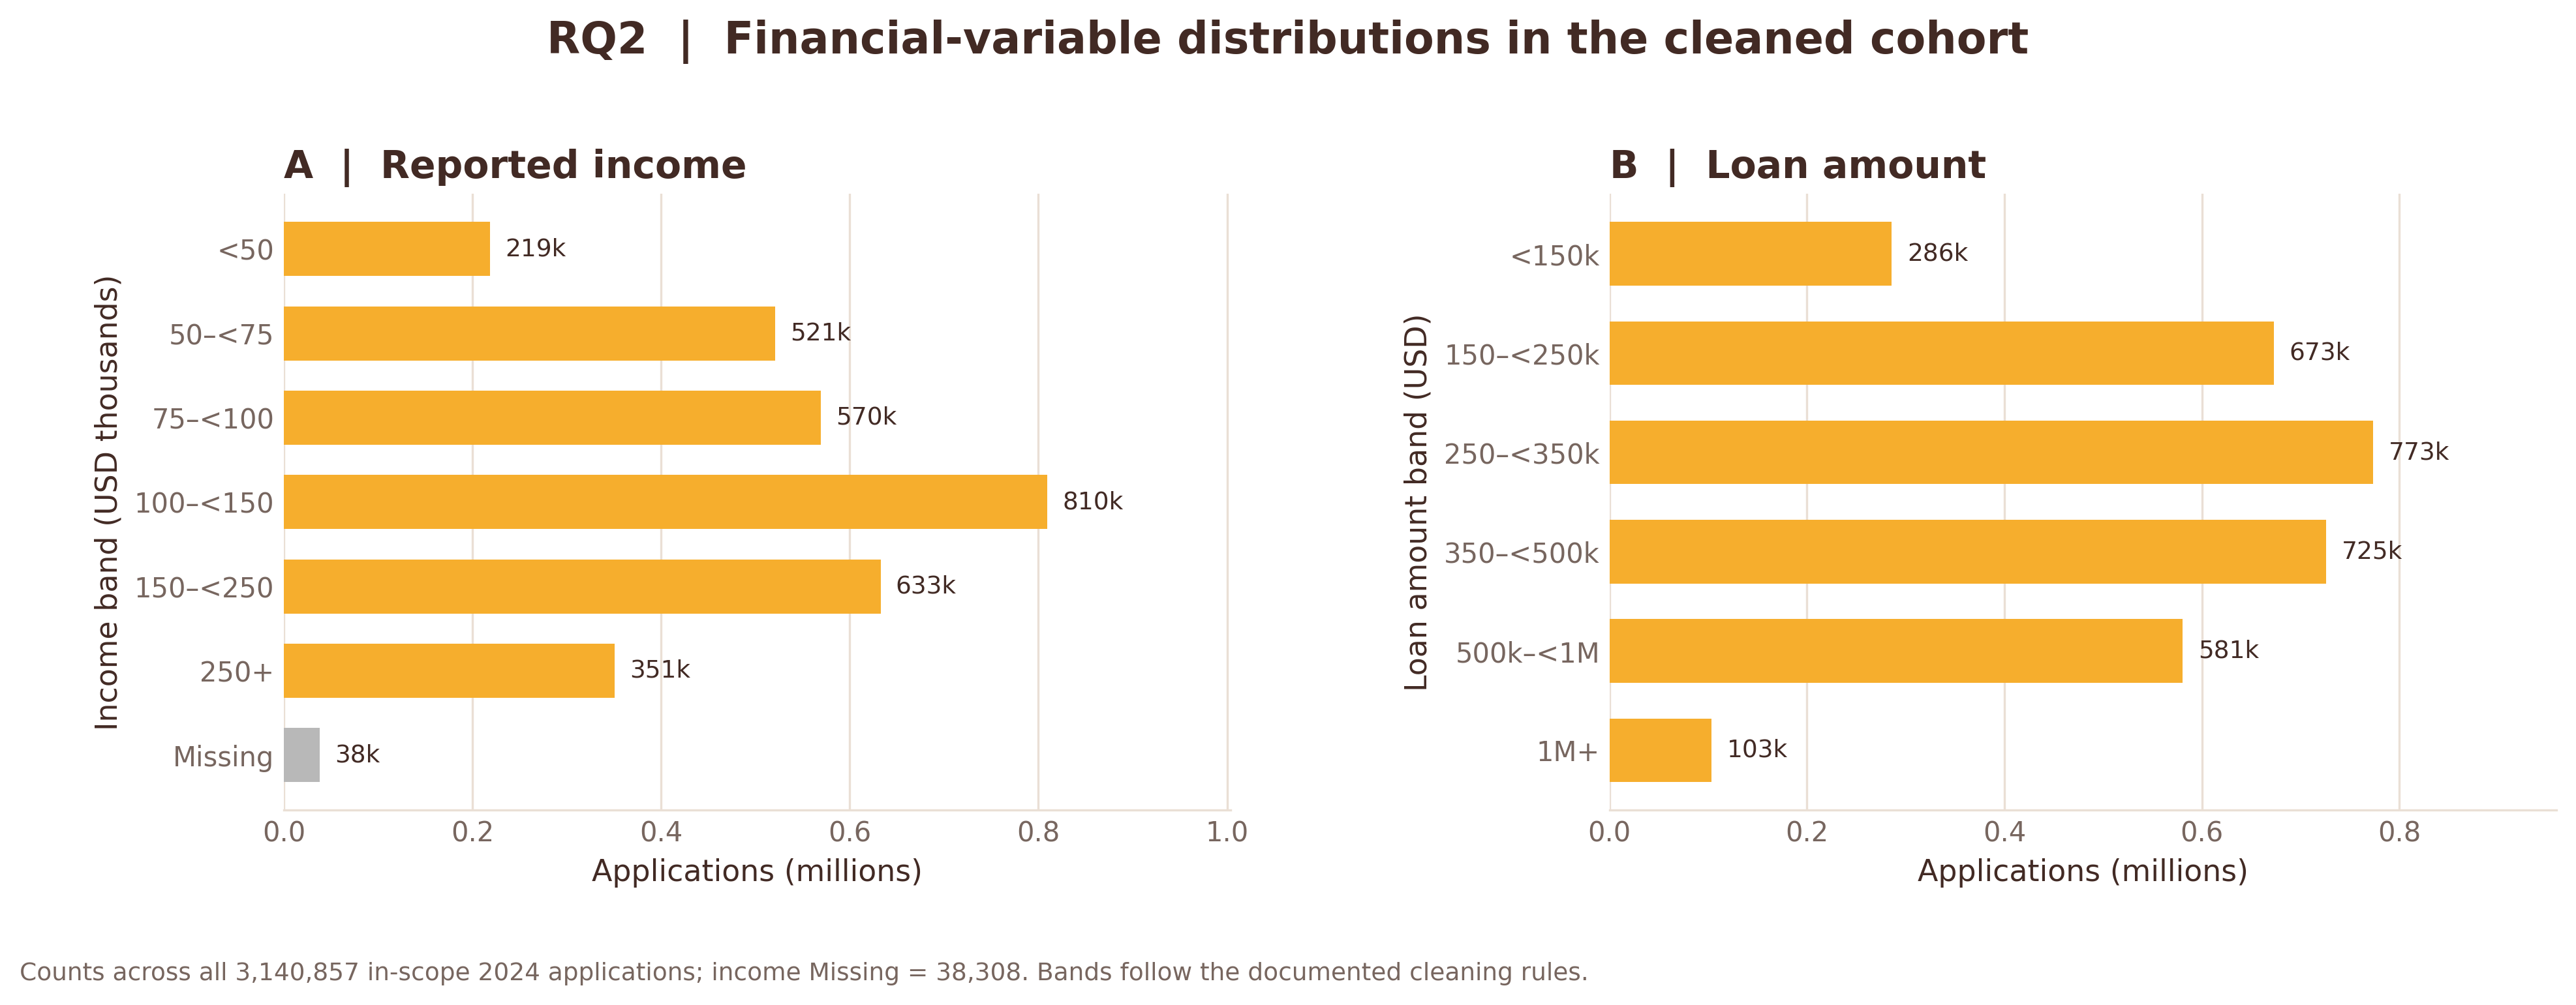 RQ2 | Financial-variable distributions in the cleaned cohort
A | Reported income
Income band (USD thousands)
<50
219k
50–<75
521k
75–<100
570k
100–<150
810k
150–<250
633k
250+
351k
Missing
38k
0.0 0.2 0.4 0.6 0.8 1.0
Applications (millions)
B | Loan amount
Loan amount band (USD)
<150k
286k
150–<250k
673k
250–<350k
773k
350–<500k
725k
500k–<1M
581k
1M+
103k
0.0 0.2 0.4 0.6 0.8
Applications (millions)
Counts across all 3,140,857 in-scope 2024 applications; income Missing = 38,308. Bands follow the documented cleaning rules.